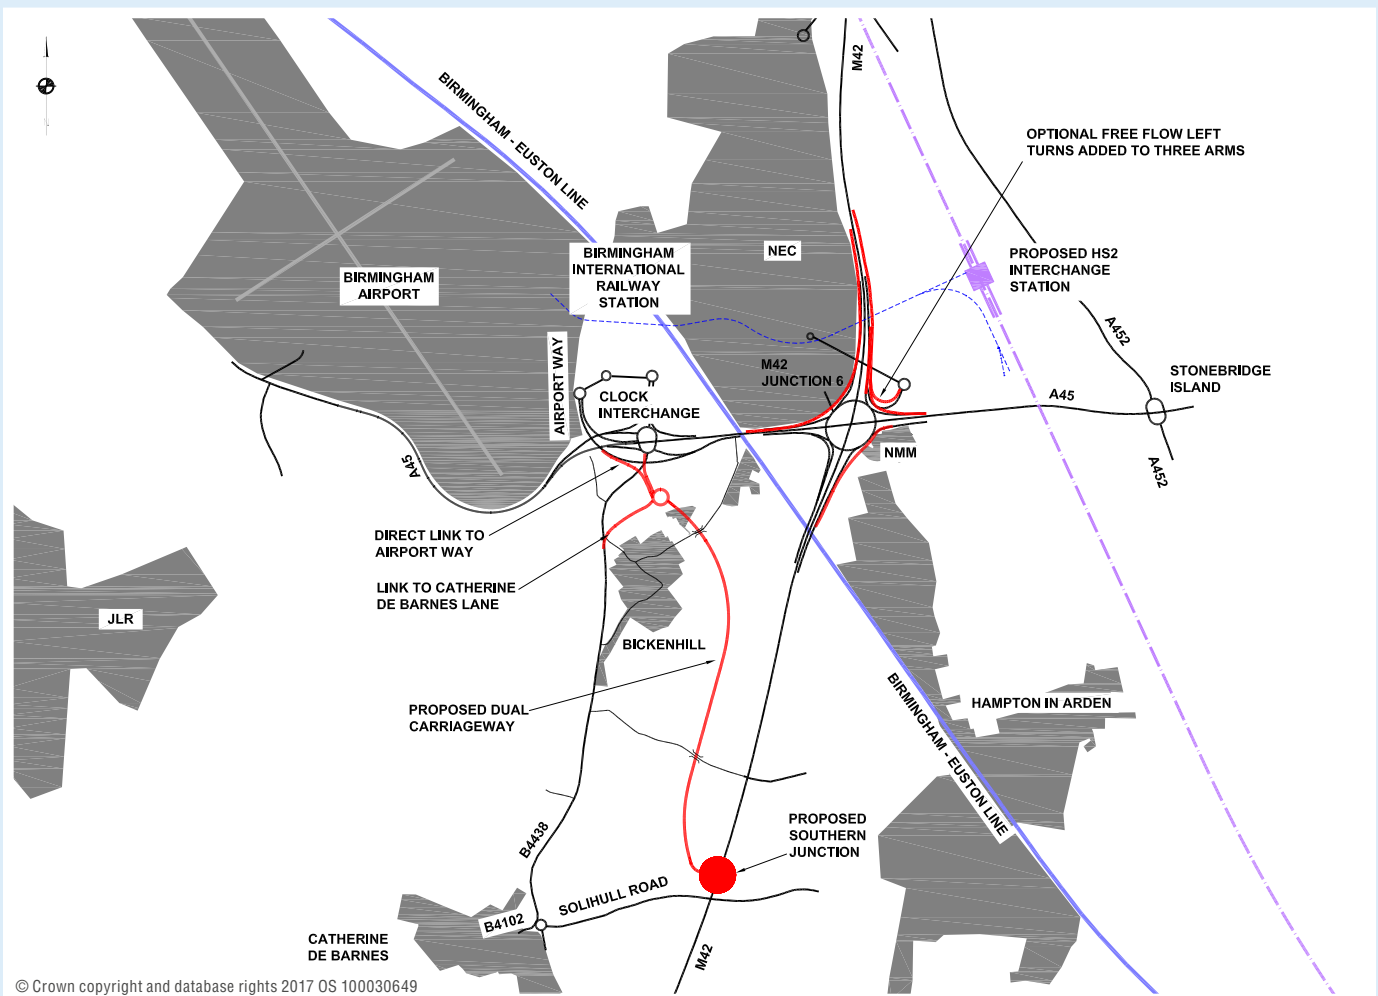 M42
BIRMINGHAM - EUSTON LINE
OPTIONAL FREE FLOW LEFT
TURNS ADDED TO THREE ARMS
BIRMINGHAM
INTERNATIONAL
RAILWAY
STATION
NEC
PROPOSED HS2
INTERCHANGE
STATION
BIRMINGHAM
AIRPORT
A452
AIRPORT WAY
M42
JUNCTION 6
STONEBRIDGE
ISLAND
A45
CLOCK
INTERCHANGE
NMM
A45
A452
DIRECT LINK TO
AIRPORT WAY
LINK TO CATHERINE
DE BARNES LANE
JLR
BICKENHILL
PROPOSED DUAL
CARRIAGEWAY
HAMPTON IN ARDEN
BIRMINGHAM - EUSTON LINE
PROPOSED
SOUTHERN
JUNCTION
B4438
SOLIHULL ROAD
B4102
CATHERINE
DE BARNES
M42
© Crown copyright and database rights 2017 OS 100030649